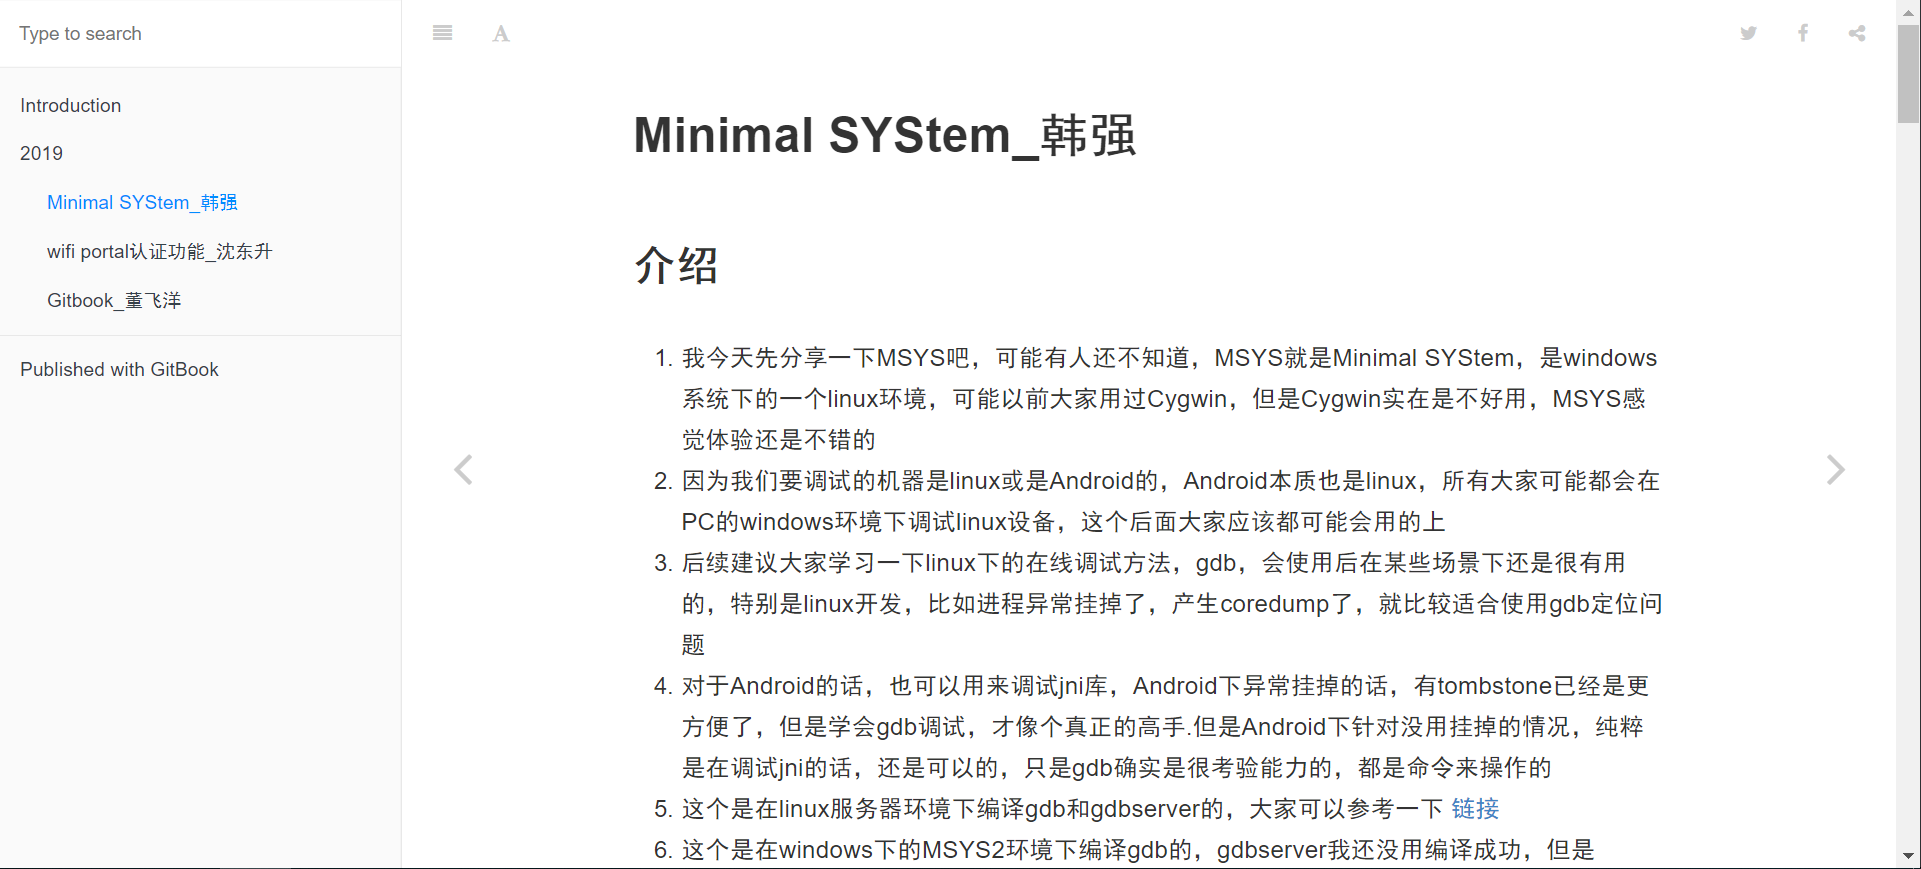 Type to search
Introduction
2019
Minimal SYStem_韩强
wifi portal认证功能_沈东升
Gitbook_董飞洋
Published with GitBook
A
Minimal SYStem_韩强
介绍
1. 我今天先分享一下MSYS吧，可能有人还不知道，MSYS就是Minimal SYStem，是windows
系统下的一个linux环境，可能以前大家用过Cygwin，但是Cygwin实在是不好用，MSYS感
觉体验还是不错的
2. 因为我们要调试的机器是linux或是Android的，Android本质也是linux，所有大家可能都会在
PC的windows环境下调试linux设备，这个后面大家应该都可能会用的上
3. 后续建议大家学习一下linux下的在线调试方法，gdb，会使用后在某些场景下还是很有用
的，特别是linux开发，比如进程异常挂掉了，产生coredump了，就比较适合使用gdb定位问
题
4. 对于Android的话，也可以用来调试jni库，Android下异常挂掉的话，有tombstone已经是更
方便了，但是学会gdb调试，才像个真正的高手.但是Android下针对没用挂掉的情况，纯粹
是在调试jni的话，还是可以的，只是gdb确实是很考验能力的，都是命令来操作的
5. 这个是在linux服务器环境下编译gdb和gdbserver的，大家可以参考一下 链接
6. 这个是在windows下的MSYS2环境下编译gdb的，gdbserver我还没用编译成功，但是